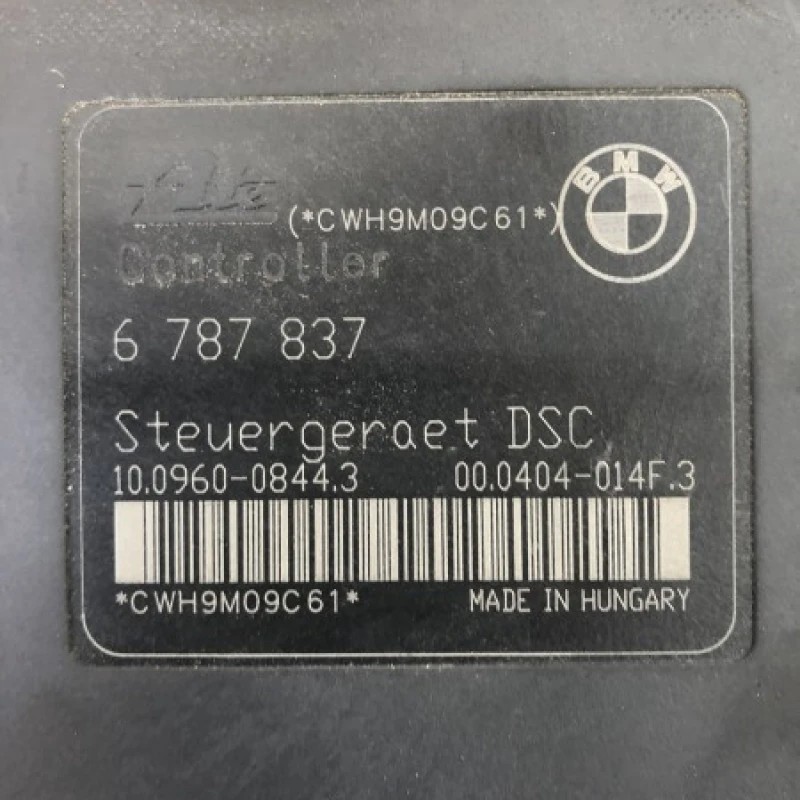 Ate (*CWH9M09C61*) BMW
Controller
6 787 837
Steuergeraet DSC
10.0960-0844.3 00.0404-014F.3
*CWH9M09C61* MADE IN HUNGARY